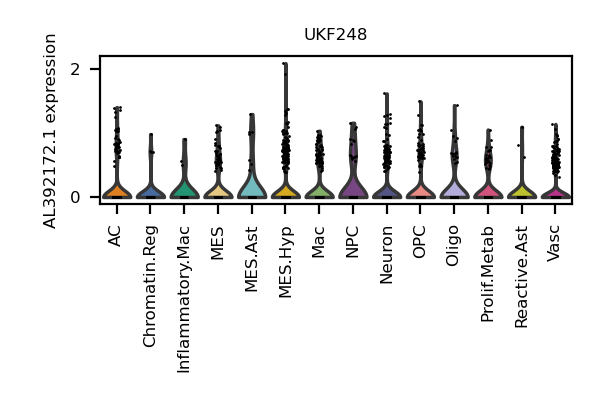 UKF248
AL392172.1 expression
2
0
AC
Chromatin.Reg
Inflammatory.Mac
MES
MES.Ast
MES.Hyp
Mac
NPC
Neuron
OPC
Oligo
Prolif.Metab
Reactive.Ast
Vasc